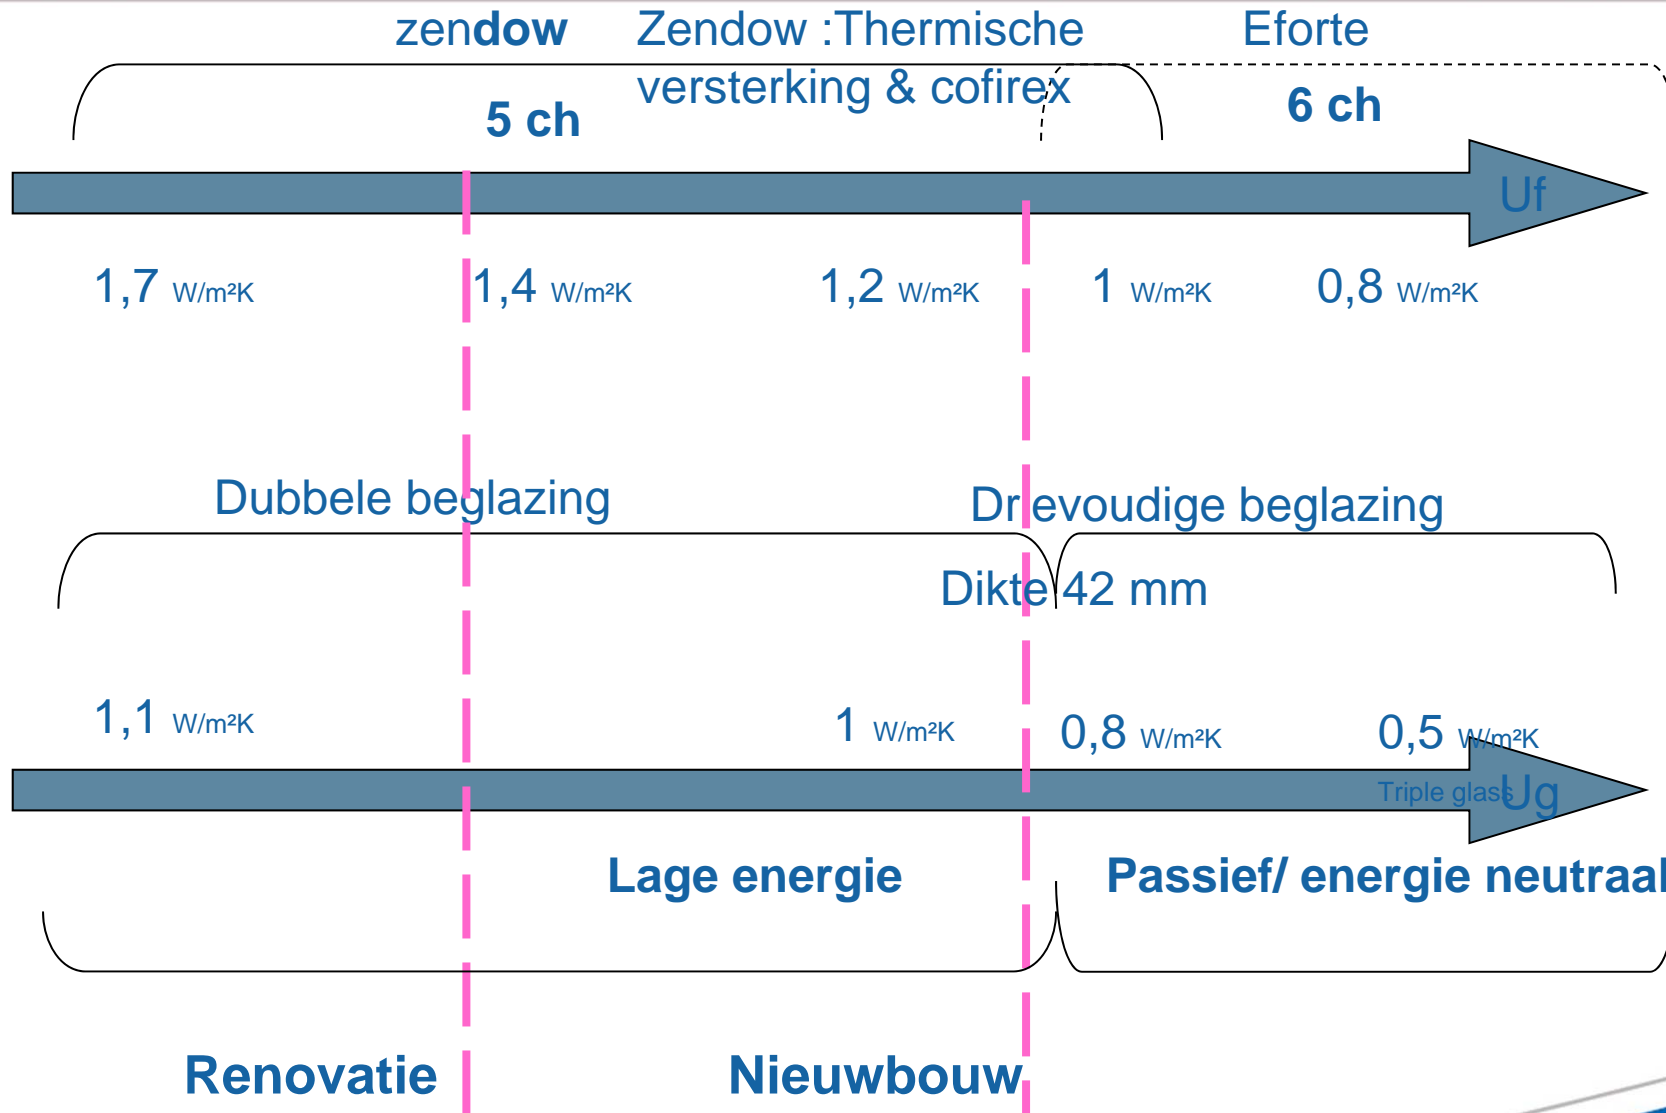 zendow
Zendow :Thermische
versterking & cofirex
Eforte
5 ch
6 ch
Uf
1,7 W/m²K
1,4 W/m²K
1,2 W/m²K
1 W/m²K
0,8 W/m²K
Dubbele beglazing
Drievoudige beglazing
Dikte 42 mm
1,1 W/m²K
1 W/m²K
0,8 W/m²K
0,5 W/m²K
Triple glass
Ug
Lage energie
Passief/ energie neutraal
Renovatie
Nieuwbouw